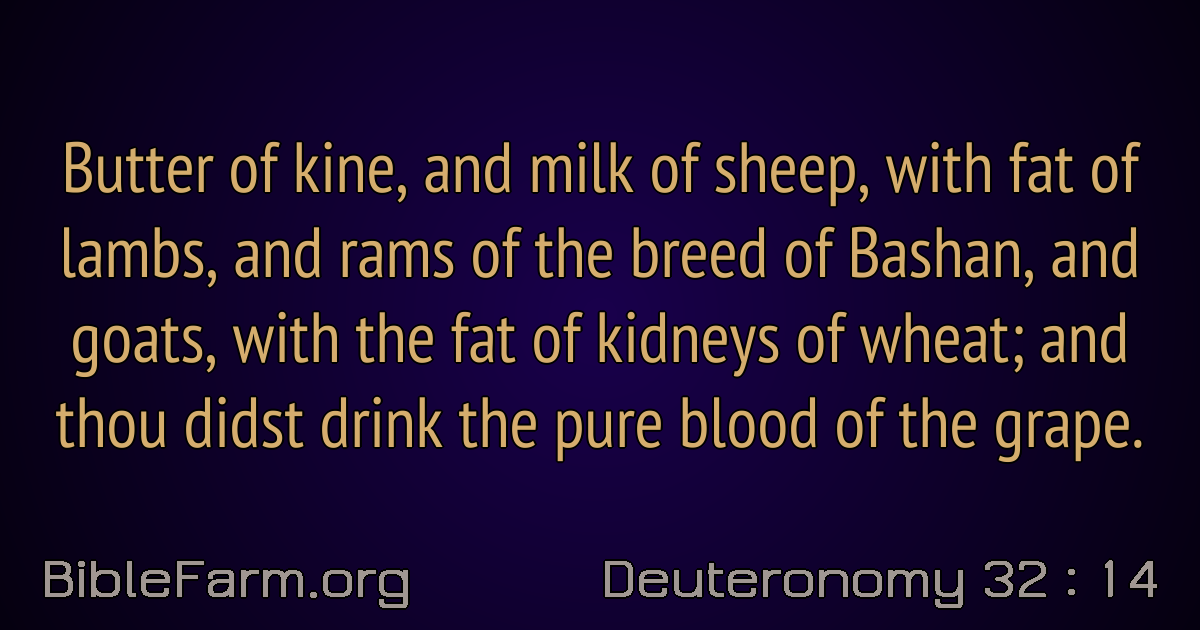 Butter of kine, and milk of sheep, with fat of
lambs, and rams of the breed of Bashan, and
goats, with the fat of kidneys of wheat; and
thou didst drink the pure blood of the grape.
BibleFarm.org
Deuteronomy 32 : 14